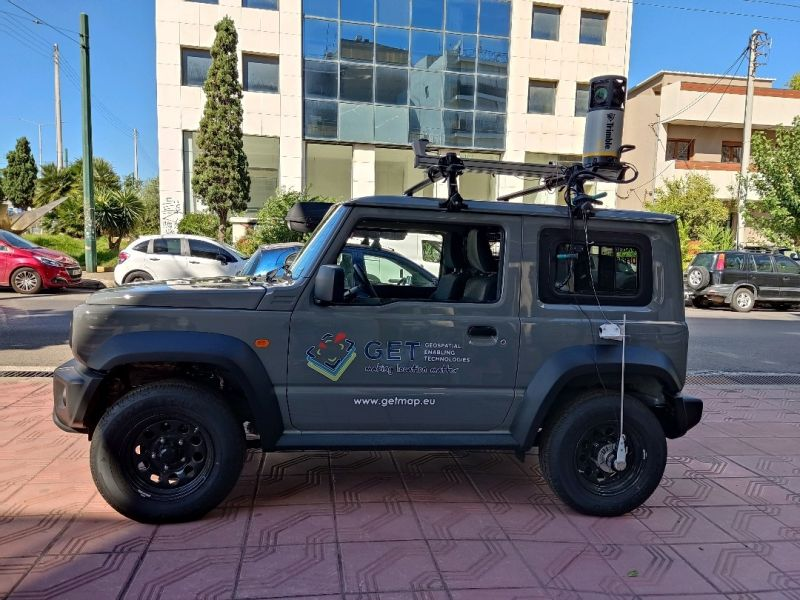 Trimble
GET
GEOSPATIAL
ENABLING
TECHNOLOGIES
making location matter
www.getmap.eu